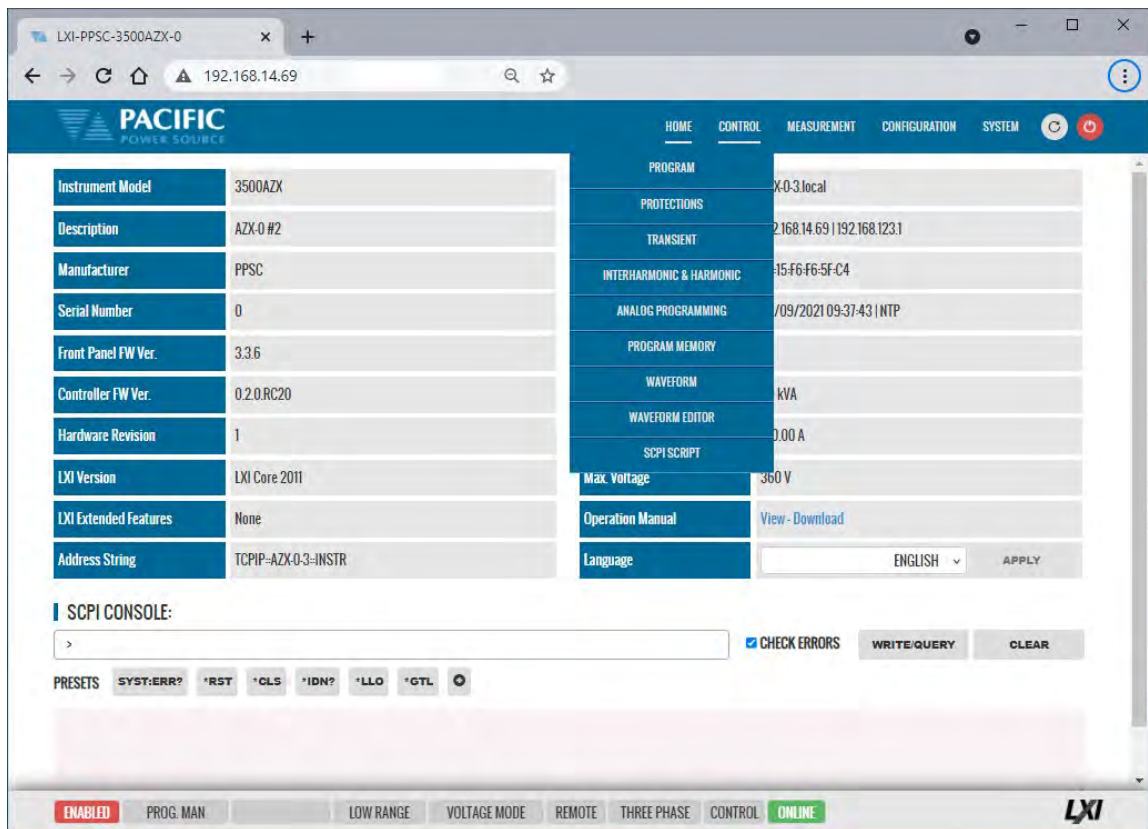 LXI-PPSC-3500AZX-0
192.168.14.69
PACIFIC
POWER SOURCE
HOME CONTROL MEASUREMENT CONFIGURATION SYSTEM
PROGRAM
PROTECTIONS
TRANSIENT
INTERHARMONIC & HARMONIC
ANALOG PROGRAMMING
PROGRAM MEMORY
WAVEFORM
WAVEFORM EDITOR
SCPI SCRIPT
Instrument Model 3500AZX
Description AZX-0 #2
Manufacturer PPSC
Serial Number 0
Front Panel FW Ver. 3.3.6
Controller FW Ver. 0.2.0.RC20
Hardware Revision 1
LXI Version LXI Core 2011
LXI Extended Features None
Address String TCPIP::AZX-0-3::INSTR
X-0-3.local
2.168.14.69 | 192.168.123.1
:15:F6:F6:5F:C4
/09/2021 09:37:43 | NTP
kVA
0.00 A
Max. Voltage 360 V
Operation Manual View - Download
Language ENGLISH APPLY
SCPI CONSOLE:
> CHECK ERRORS WRITE/QUERY CLEAR
PRESETS SYST:ERR? *RST *CLS *IDN? *LLO *GTL
ENABLED PROG. MAN LOW RANGE VOLTAGE MODE REMOTE THREE PHASE CONTROL ONLINE LXI